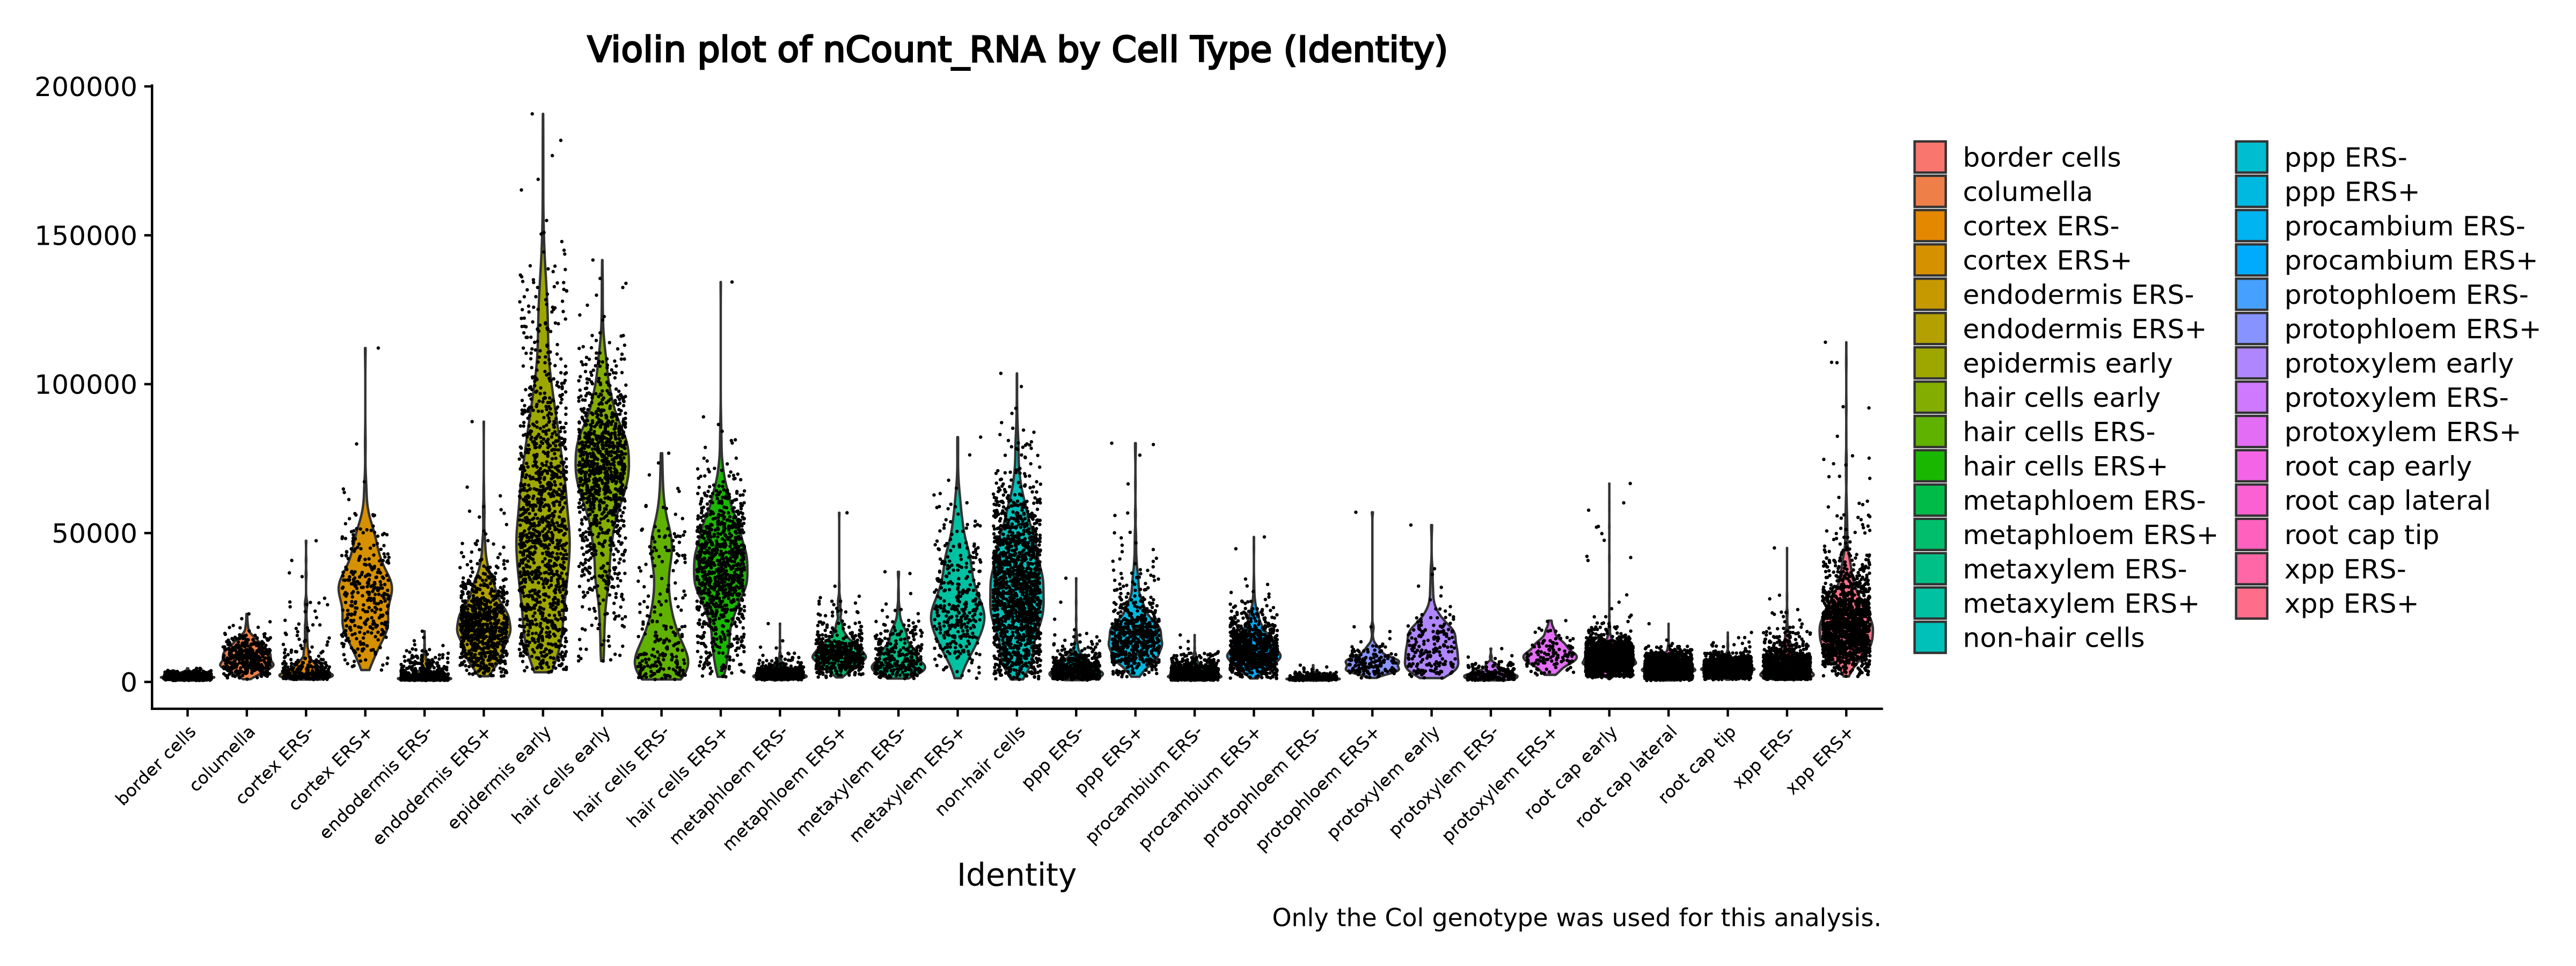 Violin plot of nCount_RNA by Cell Type (Identity)
200000
150000
100000
50000
0
border cells
columella
cortex ERS-
cortex ERS+
endodermis ERS-
endodermis ERS+
epidermis early
hair cells early
hair cells ERS-
hair cells ERS+
metaphloem ERS-
metaphloem ERS+
metaxylem ERS-
metaxylem ERS+
non-hair cells
ppp ERS-
ppp ERS+
procambium ERS-
procambium ERS+
protophloem ERS-
protophloem ERS+
protoxylem early
protoxylem ERS-
protoxylem ERS+
root cap early
root cap lateral
root cap tip
xpp ERS-
xpp ERS+
Identity
Only the Col genotype was used for this analysis.
border cells
columella
cortex ERS-
cortex ERS+
endodermis ERS-
endodermis ERS+
epidermis early
hair cells early
hair cells ERS-
hair cells ERS+
metaphloem ERS-
metaphloem ERS+
metaxylem ERS-
metaxylem ERS+
non-hair cells
ppp ERS-
ppp ERS+
procambium ERS-
procambium ERS+
protophloem ERS-
protophloem ERS+
protoxylem early
protoxylem ERS-
protoxylem ERS+
root cap early
root cap lateral
root cap tip
xpp ERS-
xpp ERS+